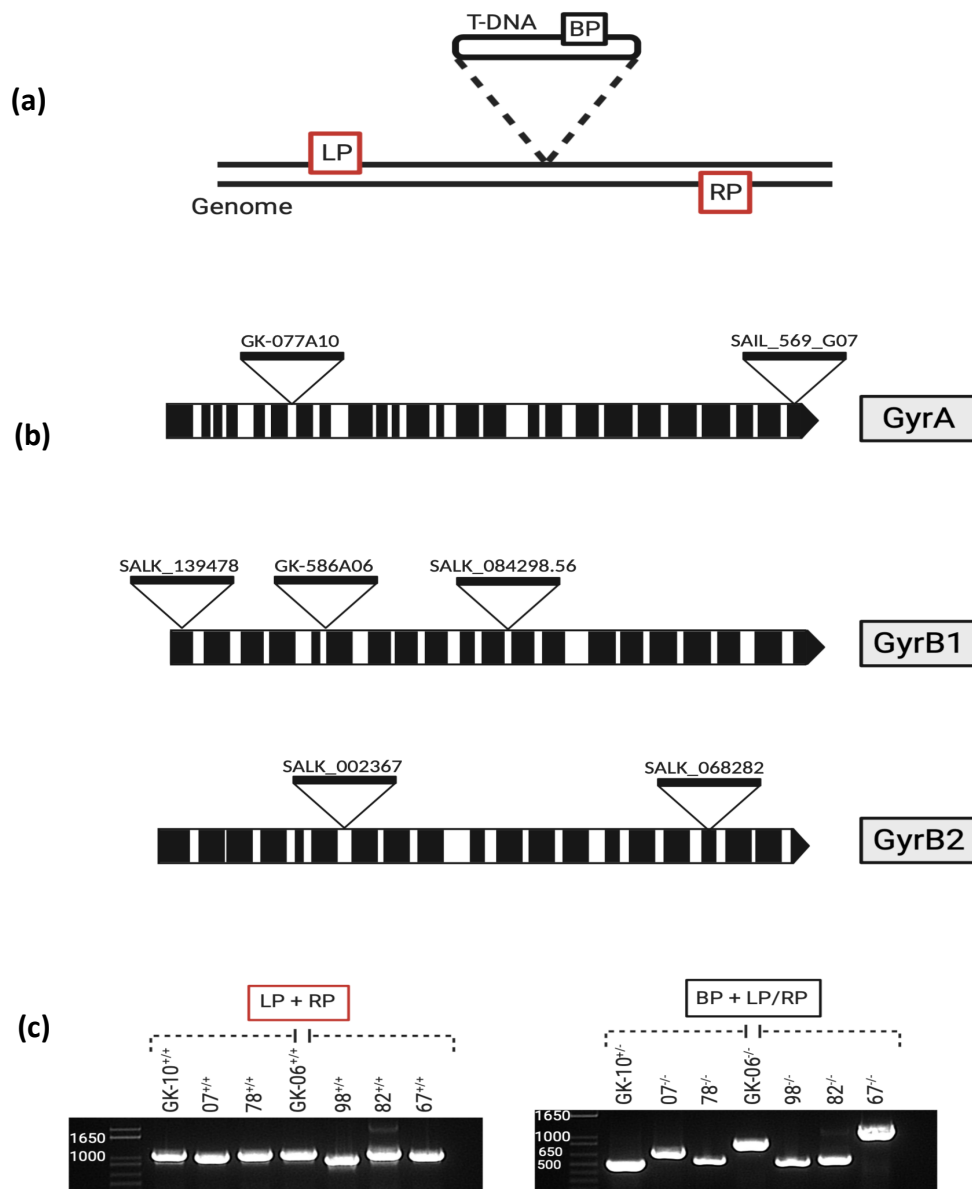 (a)
T-DNA
BP
LP
RP
Genome
(b)
GK-077A10
SAIL_569_G07
GyrA
SALK_139478
GK-586A06
SALK_084298.56
GyrB1
SALK_002367
SALK_068282
GyrB2
(c)
LP + RP
GK-10+/+
07+/+
78+/+
GK-06+/+
98+/+
82+/+
67+/+
1650
1000
BP + LP/RP
GK-10+/-
07-/-
78-/-
GK-06-/-
98-/-
82-/-
67-/-
1650
1000
650
500